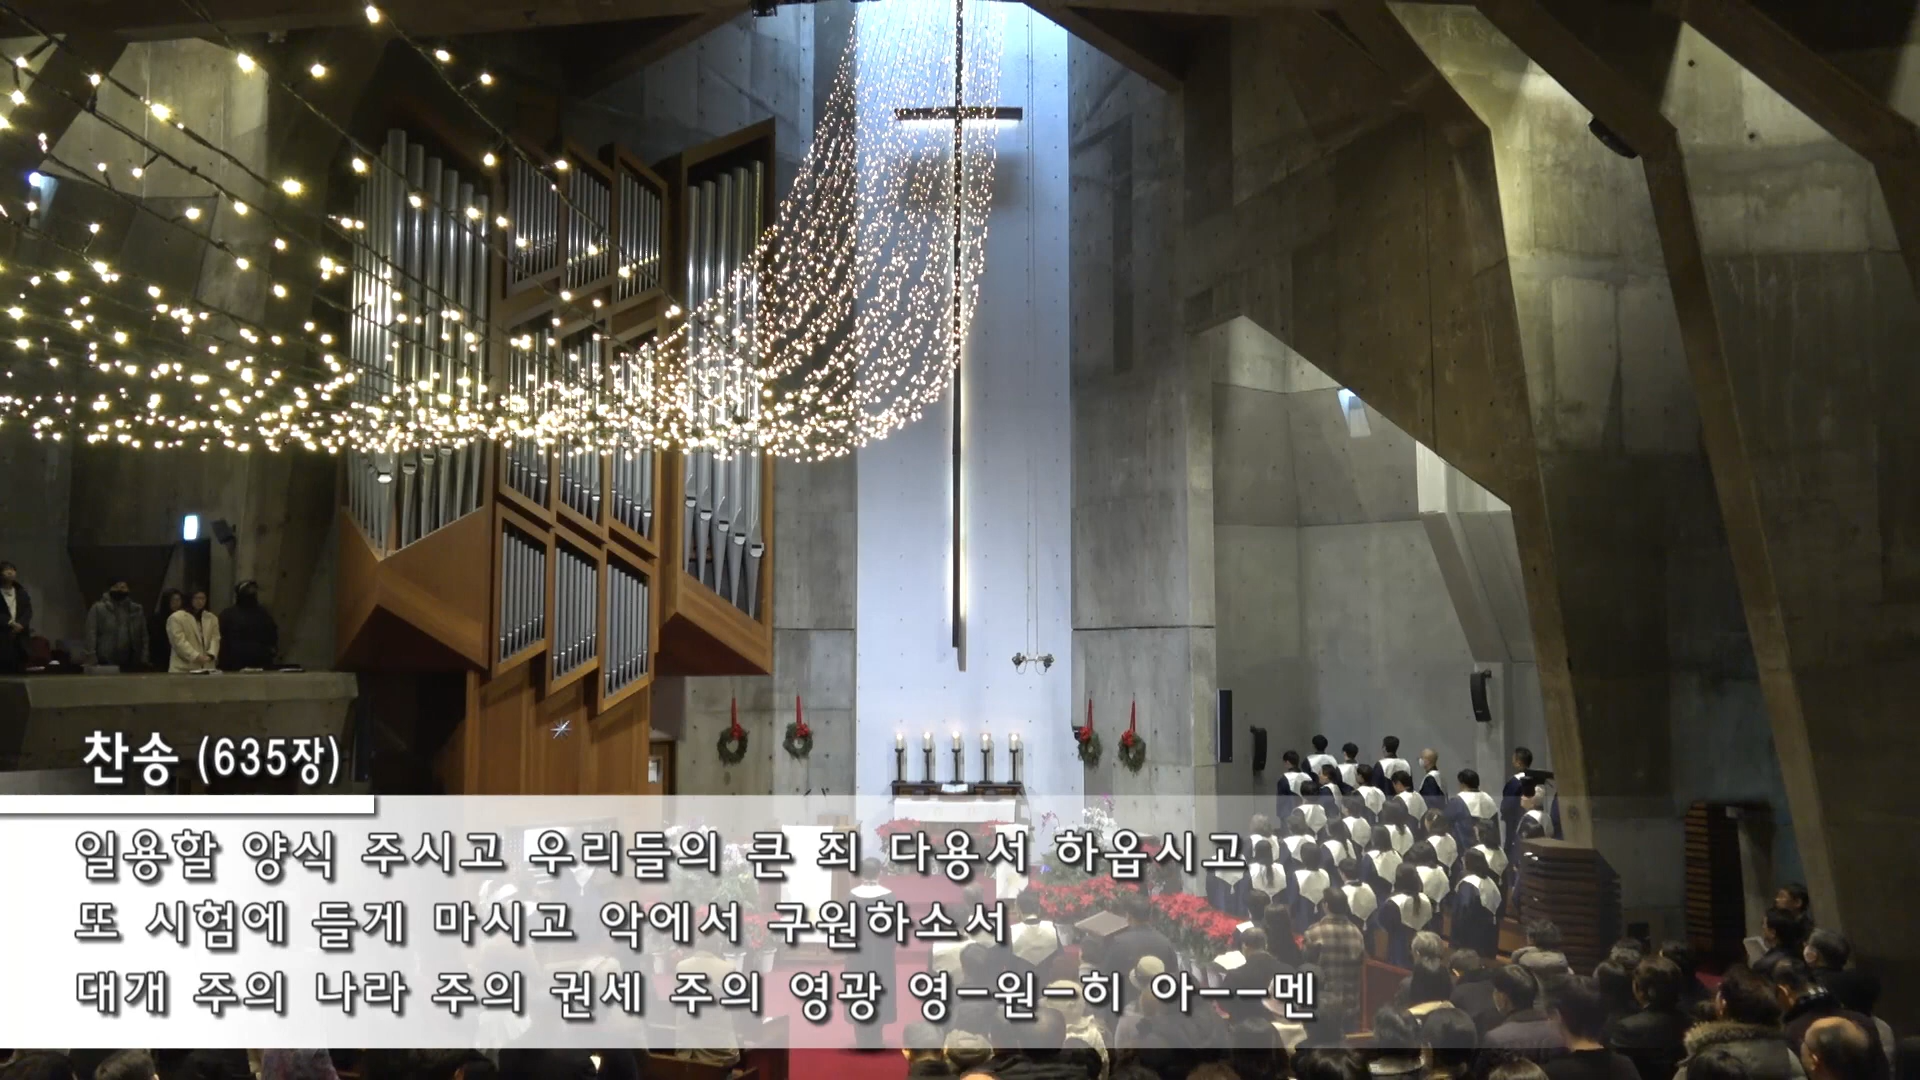 찬송 (635장)
일용할 양식 주시고 우리들의 큰 죄 다용서 하옵시고
또 시험에 들게 마시고 악에서 구원하소서
대개 주의 나라 주의 권세 주의 영광 영-원-히 아--멘